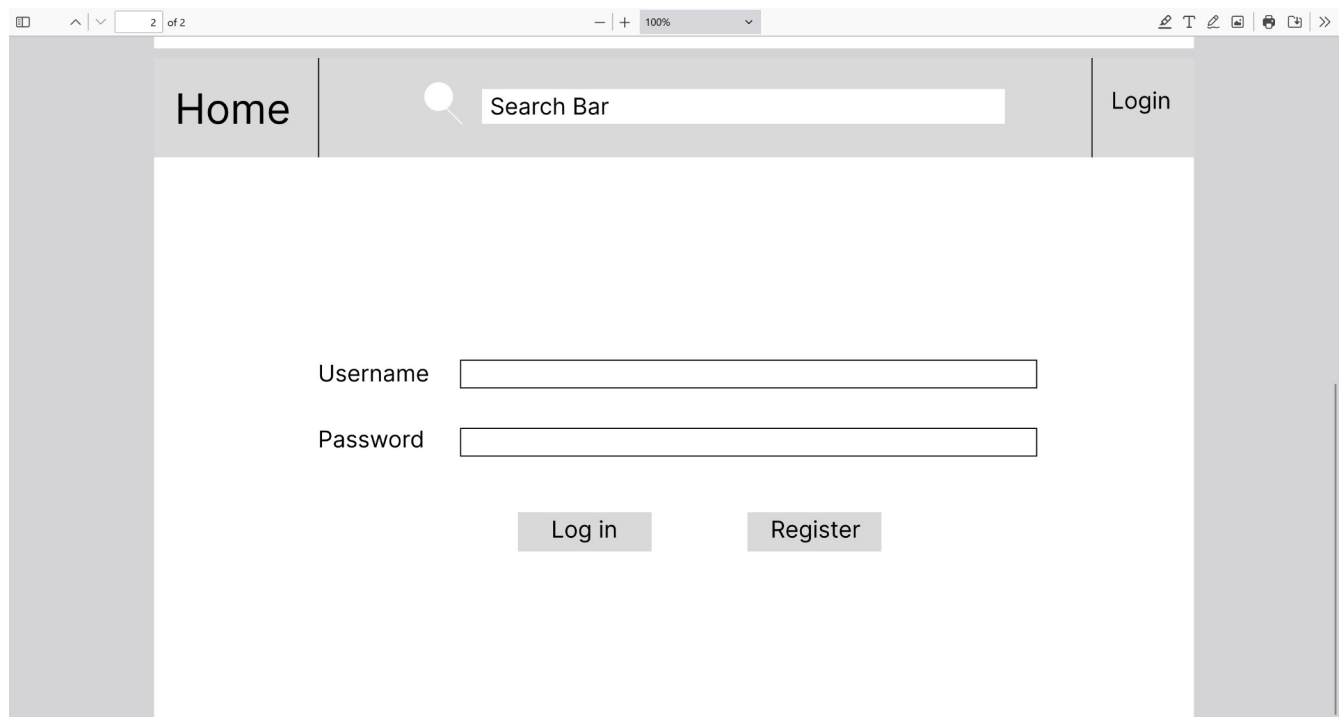 2 of 2
100%
Home
Search Bar
Login
Username
Password
Log in
Register